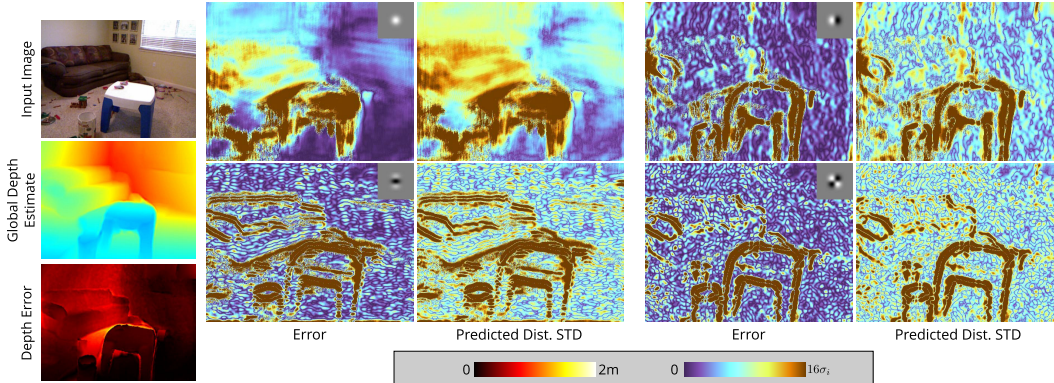 Input Image
Global Depth
Estimate
Depth Error
Error
Predicted Dist. STD
Error
Predicted Dist. STD
0
2m
0
16σᵢ